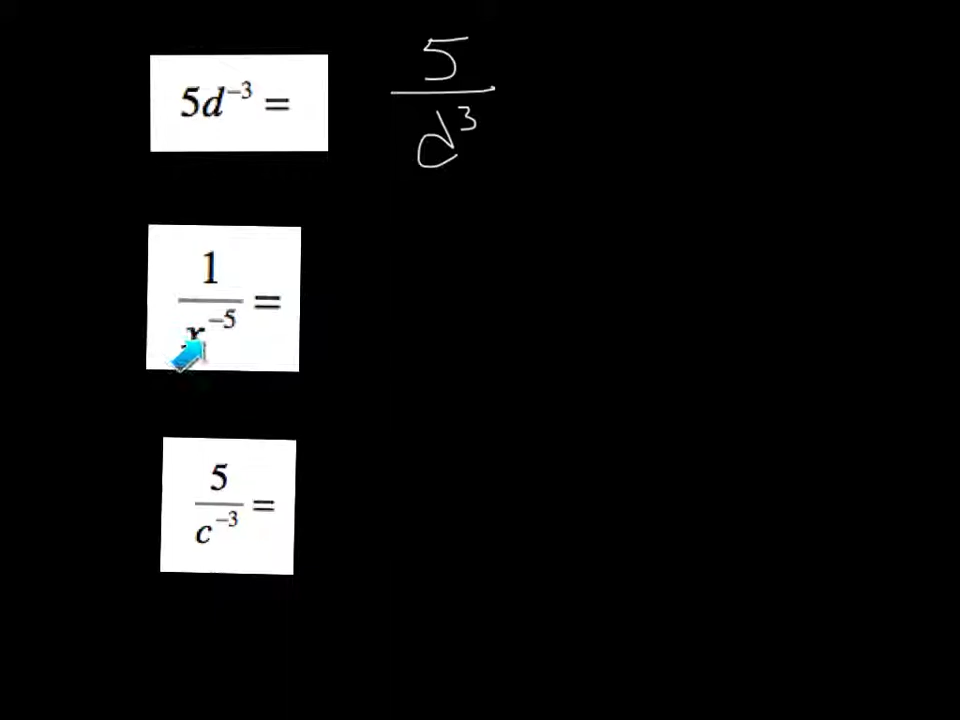 5d⁻³ = 5/d³
1/x⁻⁵ =
5/c⁻³ =